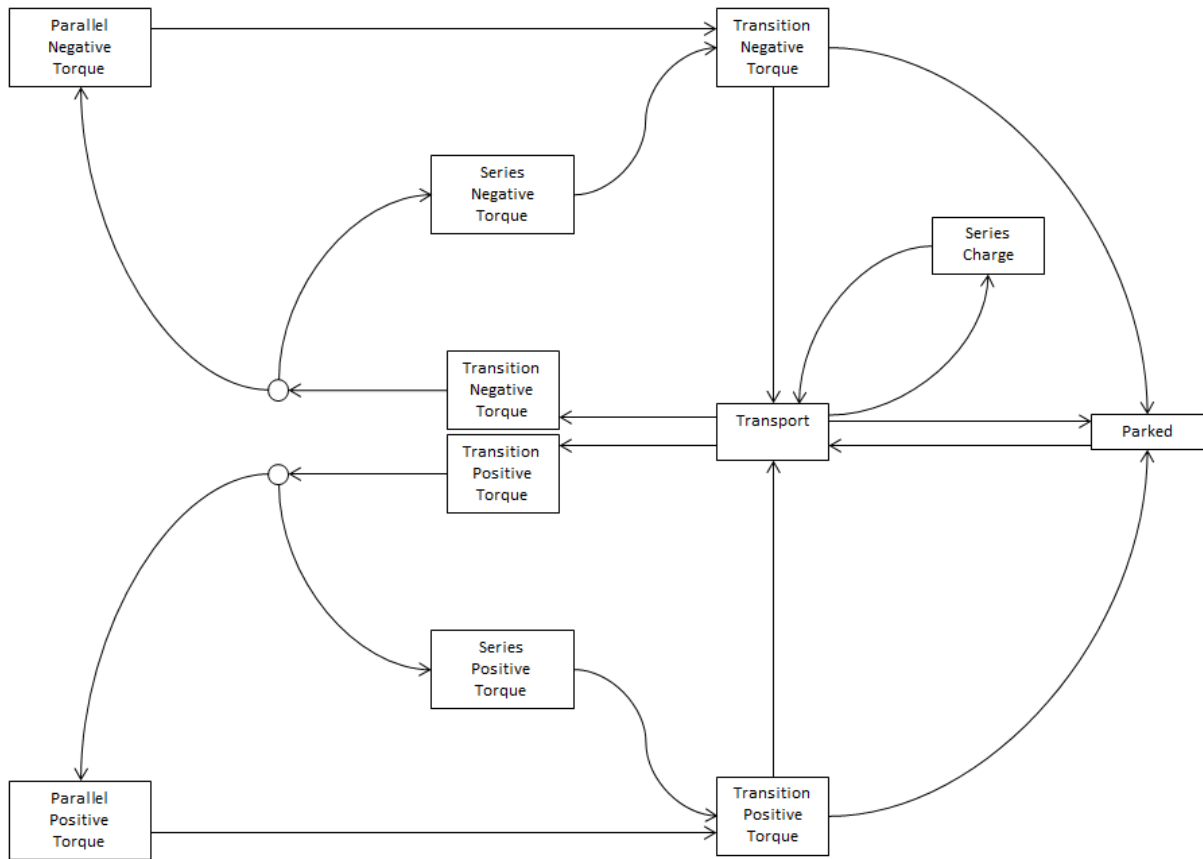 Parallel
Negative
Torque
Transition
Negative
Torque
Series
Negative
Torque
Series
Charge
Transition
Negative
Torque
Transport
Parked
Transition
Positive
Torque
Series
Positive
Torque
Parallel
Positive
Torque
Transition
Positive
Torque